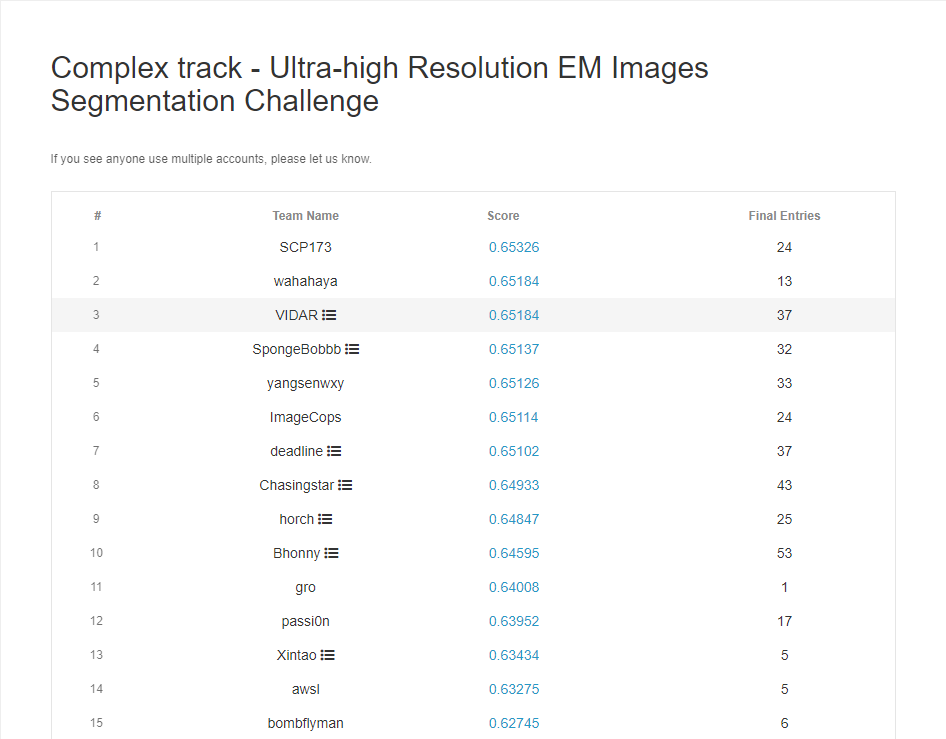 Complex track - Ultra-high Resolution EM Images
Segmentation Challenge
If you see anyone use multiple accounts, please let us know.
# Team Name Score Final Entries
1 SCP173 0.65326 24
2 wahahaya 0.65184 13
3 VIDAR 0.65184 37
4 SpongeBobbb 0.65137 32
5 yangsenwxy 0.65126 33
6 ImageCops 0.65114 24
7 deadline 0.65102 37
8 Chasingstar 0.64933 43
9 horch 0.64847 25
10 Bhonny 0.64595 53
11 gro 0.64008 1
12 passi0n 0.63952 17
13 Xintao 0.63434 5
14 awsl 0.63275 5
15 bombflyman 0.62745 6